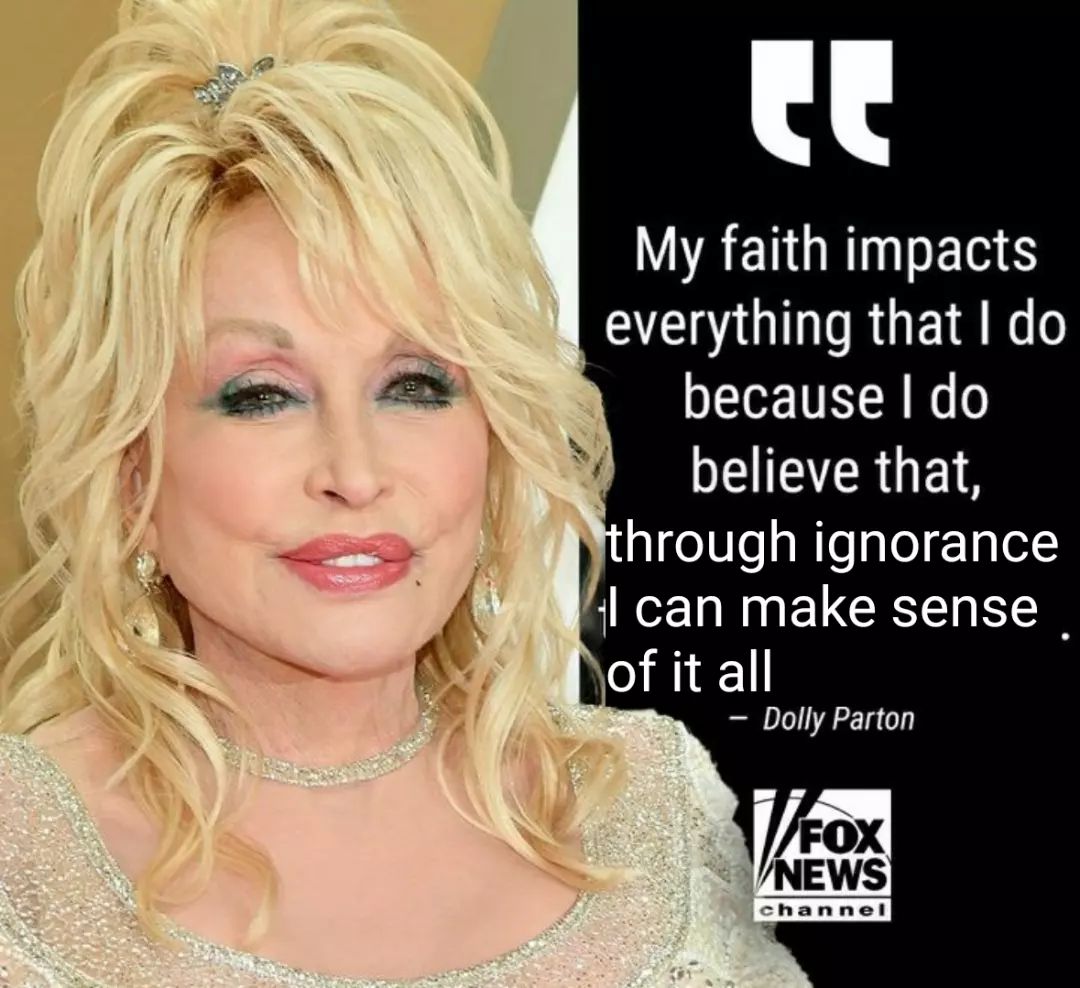 My faith impacts
everything that I do
because I do
believe that,
through ignorance
I can make sense
of it all .
– Dolly Parton
FOX
NEWS
channel